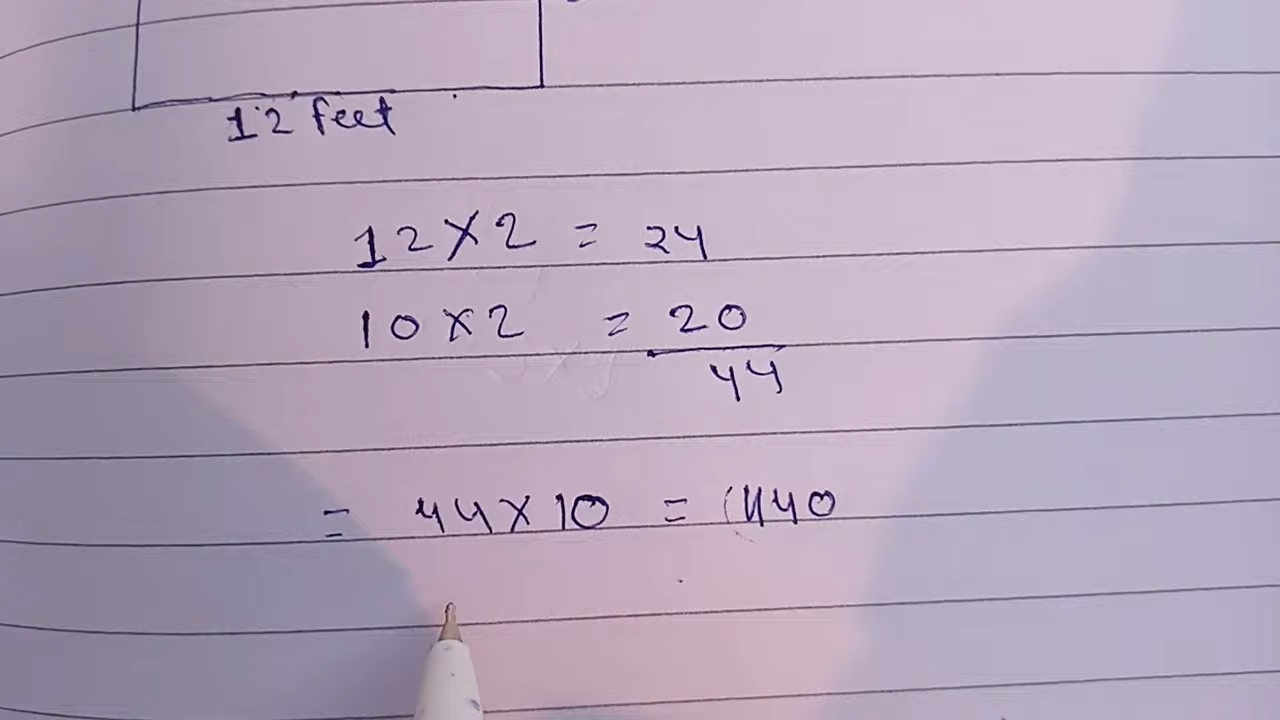 12 feet
12 × 2 = 24
10 × 2 = 20
44
= 44 × 10 = 440